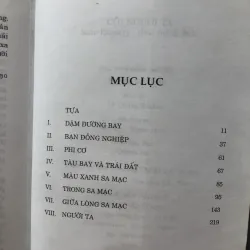 MỤC LỤC
TỰA
I. DẶM ĐƯỜNG BAY 11
II. BẠN ĐỒNG NGHIỆP 37
III. PHI CƠ 61
IV. TÀU BAY VÀ TRÁI ĐẤT 67
V. MÀU XANH SA MẠC 85
VI. TRONG SA MẠC 95
VII. GIỮA LÒNG SA MẠC 143
VIII. NGƯỜI TA 219